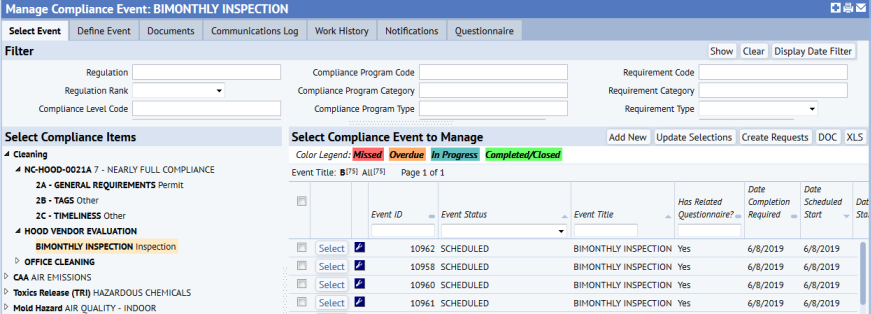 Manage Compliance Event: BIMONTHLY INSPECTION
Select Event Define Event Documents Communications Log Work History Notifications Questionnaire
Filter Show Clear Display Date Filter
Regulation Compliance Program Code Requirement Code
Regulation Rank Compliance Program Category Requirement Category
Compliance Level Code Compliance Program Type Requirement Type
Select Compliance Items
Cleaning
NC-HOOD-0021A 7 - NEARLY FULL COMPLIANCE
2A - GENERAL REQUIREMENTS Permit
2B - TAGS Other
2C - TIMELINESS Other
HOOD VENDOR EVALUATION
BIMONTHLY INSPECTION Inspection
OFFICE CLEANING
CAA AIR EMISSIONS
Toxics Release (TRI) HAZARDOUS CHEMICALS
Mold Hazard AIR QUALITY - INDOOR
Select Compliance Event to Manage Add New Update Selections Create Requests DOC XLS
Color Legend: Missed Overdue In Progress Completed/Closed
Event Title: B[75] All[75] Page 1 of 1
Event ID Event Status Event Title Has Related Questionnaire? Date Completion Required Date Scheduled Start Dat Sta
Select 10962 SCHEDULED BIMONTHLY INSPECTION Yes 6/8/2019 6/8/2019
Select 10958 SCHEDULED BIMONTHLY INSPECTION Yes 6/8/2019 6/8/2019
Select 10960 SCHEDULED BIMONTHLY INSPECTION Yes 6/8/2019 6/8/2019
Select 10961 SCHEDULED BIMONTHLY INSPECTION Yes 6/8/2019 6/8/2019